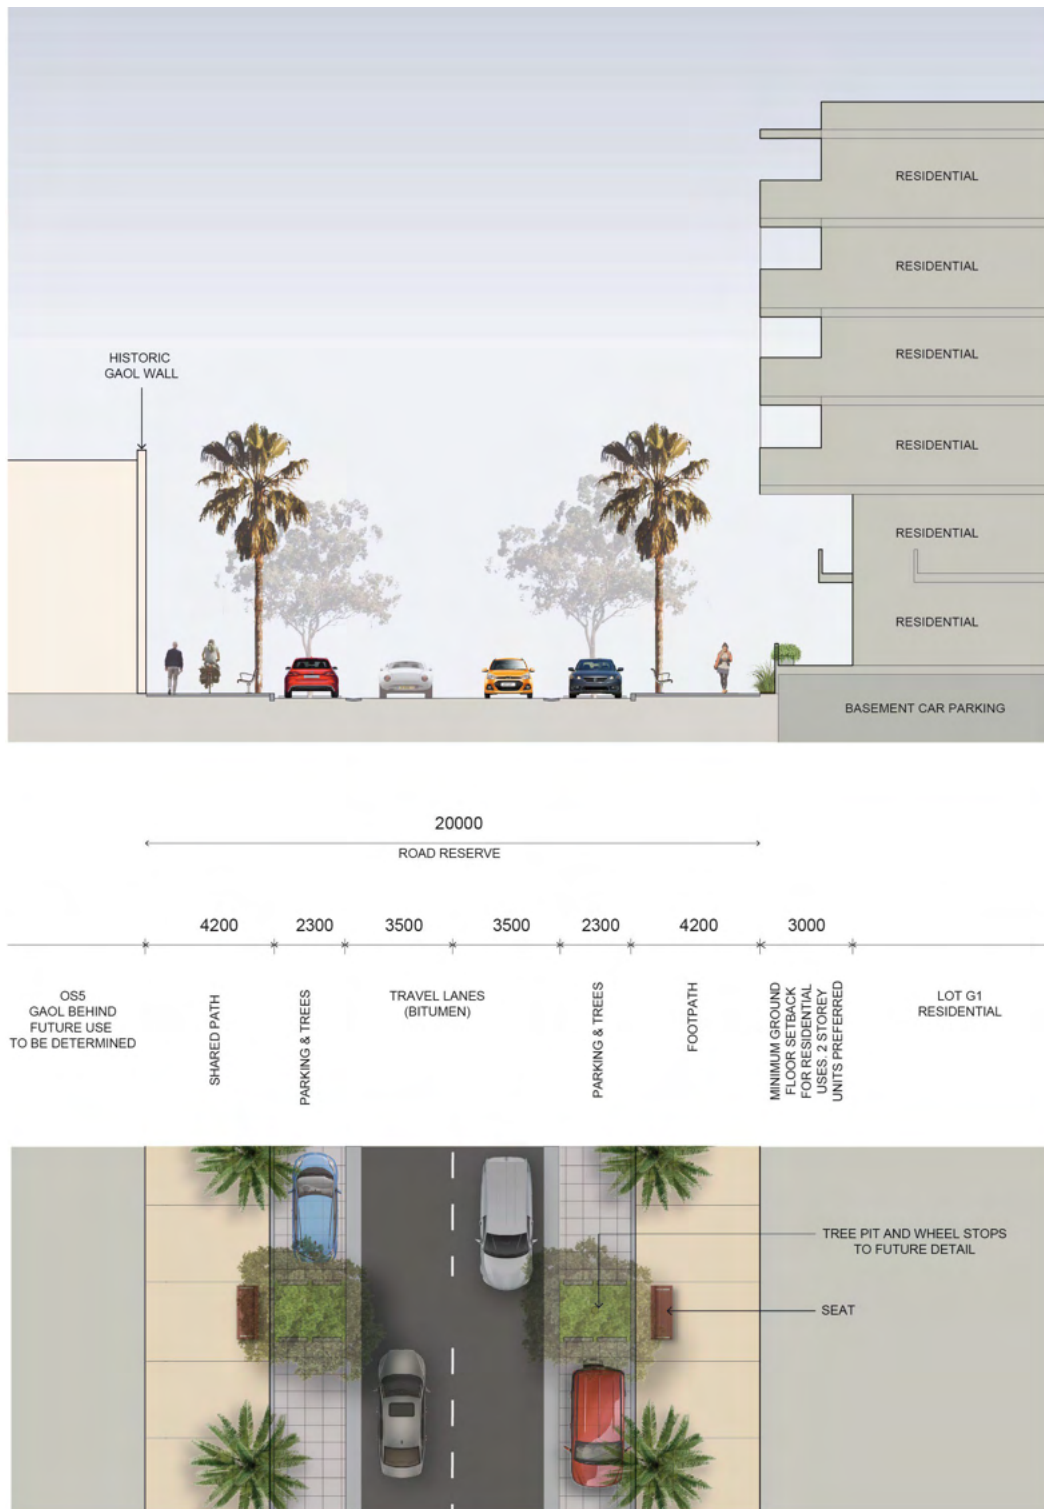 RESIDENTIAL
RESIDENTIAL
RESIDENTIAL
HISTORIC
GAOL WALL
RESIDENTIAL
RESIDENTIAL
RESIDENTIAL
BASEMENT CAR PARKING
20000
ROAD RESERVE
4200
2300
3500
3500
2300
4200
3000
OS5
GAOL BEHIND
FUTURE USE
TO BE DETERMINED
SHARED PATH
PARKING & TREES
TRAVEL LANES
(BITUMEN)
PARKING & TREES
FOOTPATH
MINIMUM GROUND
FLOOR SETBACK
FOR RESIDENTIAL
USES. 2 STOREY
UNITS PREFERRED
LOT G1
RESIDENTIAL
TREE PIT AND WHEEL STOPS
TO FUTURE DETAIL
SEAT